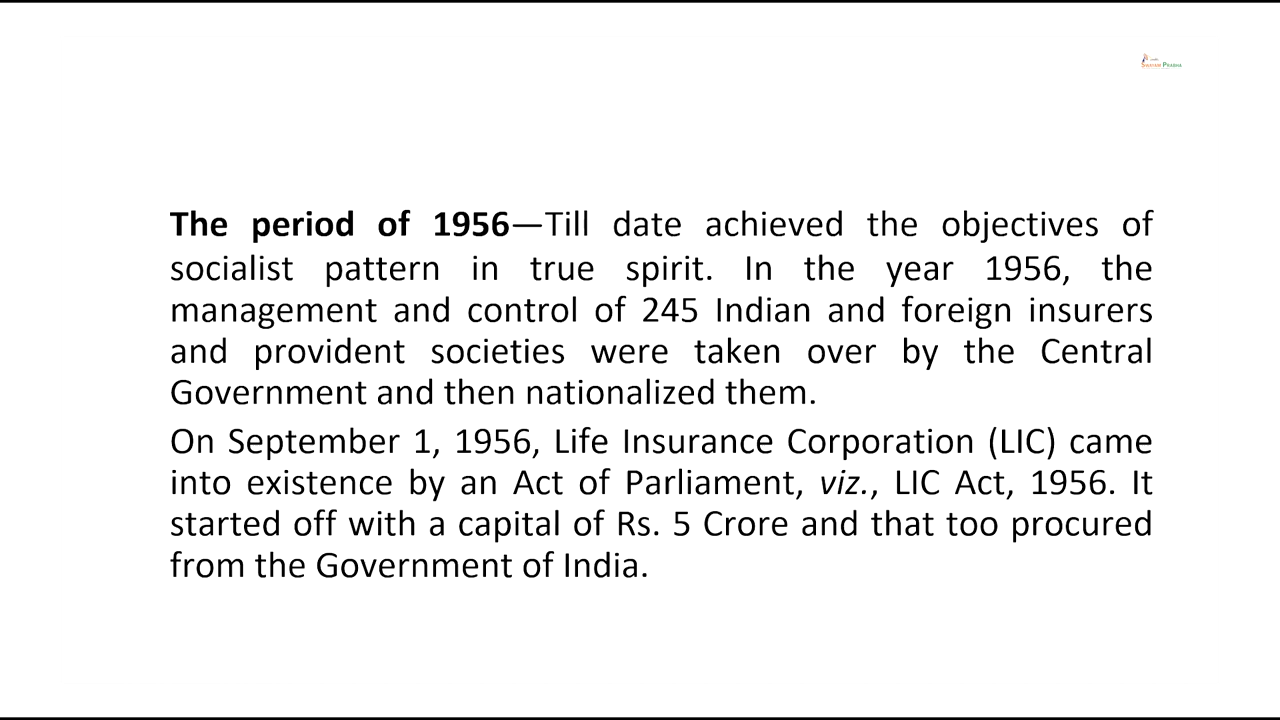 Swayam Prabha
The period of 1956—Till date achieved the objectives of
socialist pattern in true spirit. In the year 1956, the
management and control of 245 Indian and foreign insurers
and provident societies were taken over by the Central
Government and then nationalized them.
On September 1, 1956, Life Insurance Corporation (LIC) came
into existence by an Act of Parliament, viz., LIC Act, 1956. It
started off with a capital of Rs. 5 Crore and that too procured
from the Government of India.